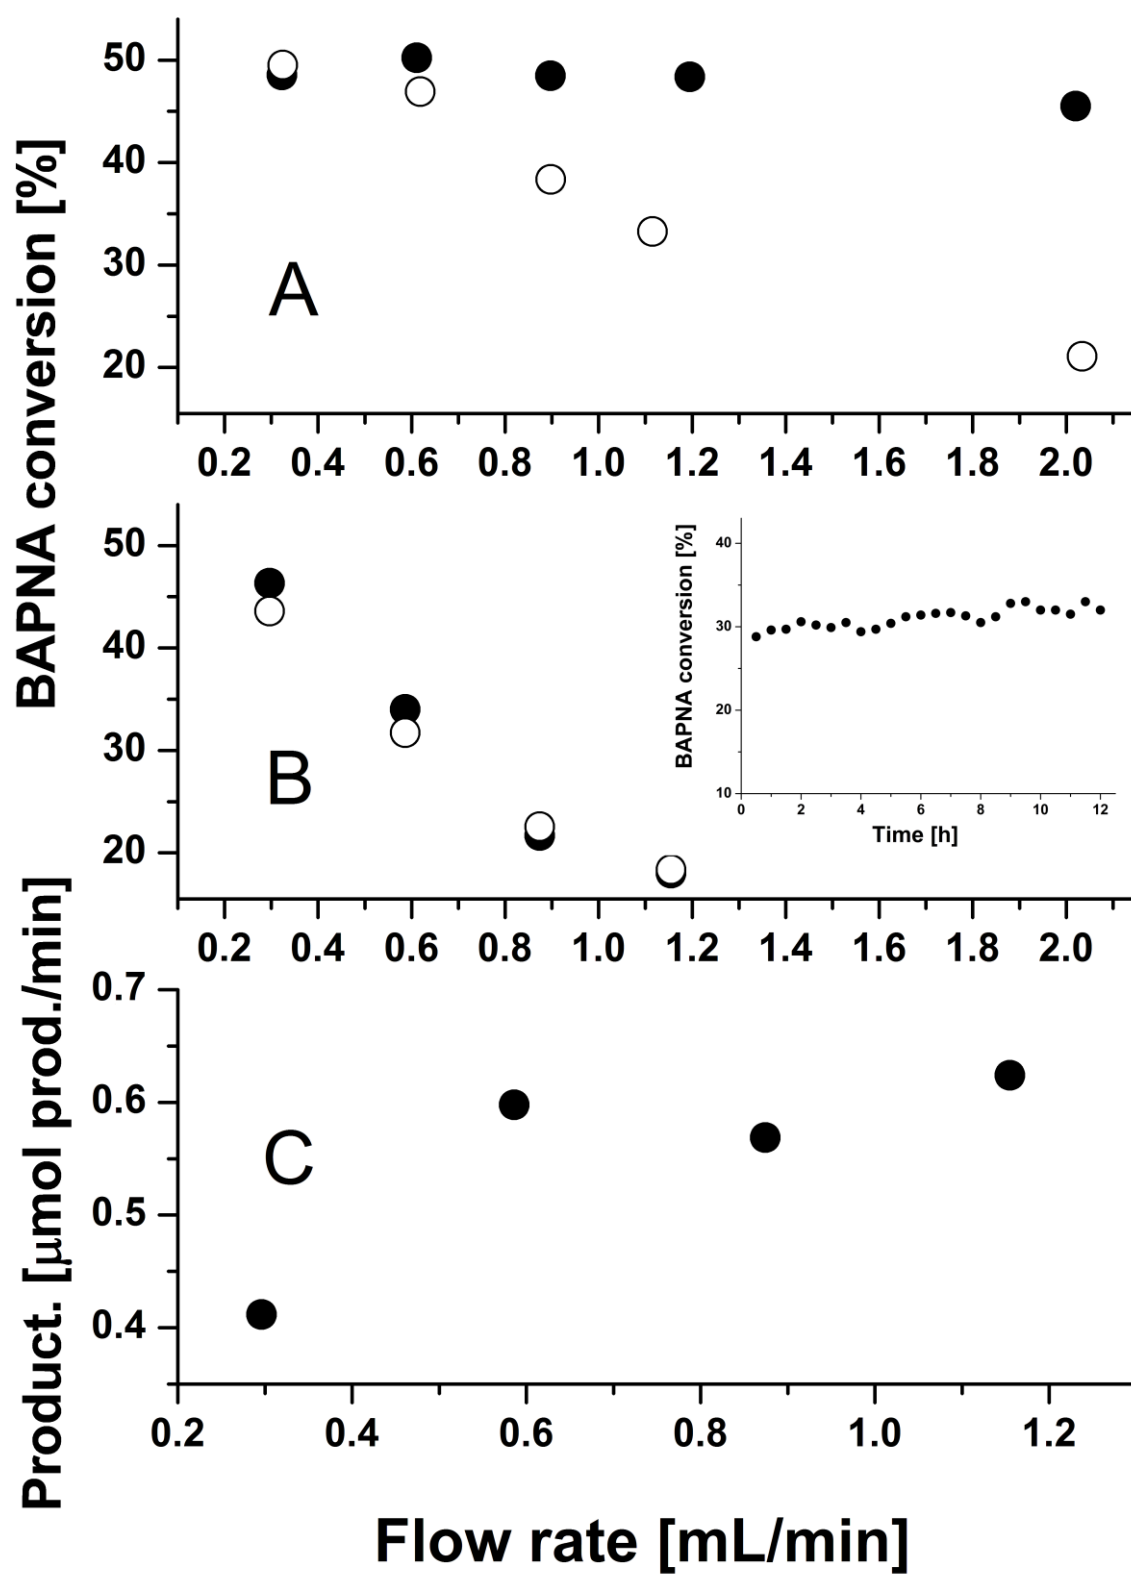 BAPNA conversion [%]
50
40
30
20
A
0.2 0.4 0.6 0.8 1.0 1.2 1.4 1.6 1.8 2.0
50
40
30
20
B
BAPNA conversion [%]
40
30
20
10
0 2 4 6 8 10 12
Time [h]
0.2 0.4 0.6 0.8 1.0 1.2 1.4 1.6 1.8 2.0
Product. [μmol prod./min]
0.7
0.6
0.5
0.4
C
0.2 0.4 0.6 0.8 1.0 1.2
Flow rate [mL/min]